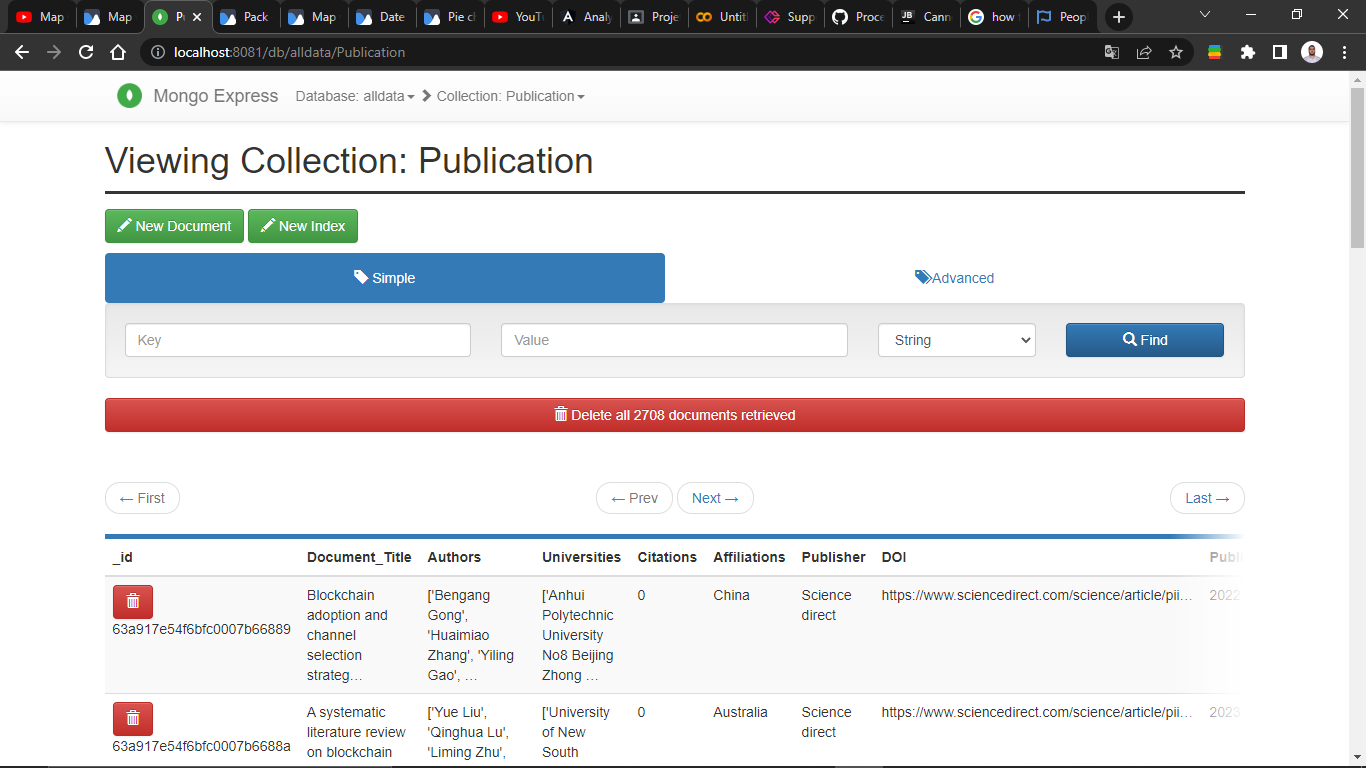 Map
Map
Pu
Pack
Map
Date
Pie c
YouTu
Analy
Proje
Untitl
Supp
Proce
Cann
how
Peop
localhost:8081/db/alldata/Publication
Mongo Express Database: alldata Collection: Publication
Viewing Collection: Publication
New Document New Index
Simple Advanced
Key Value String Find
Delete all 2708 documents retrieved
← First ← Prev Next → Last →
_id Document_Title Authors Universities Citations Affiliations Publisher DOI Publi
Blockchain ['Bengang ['Anhui 0 China Science https://www.sciencedirect.com/science/article/pii… 2022
adoption and Gong', Polytechnic direct
63a917e54f6bfc0007b66889 channel 'Huaimiao University
selection Zhang', 'Yiling No8 Beijing
strateg… Gao', … Zhong …
A systematic ['Yue Liu', ['University 0 Australia Science https://www.sciencedirect.com/science/article/pii… 2023
literature review 'Qinghua Lu', of New direct
63a917e54f6bfc0007b6688a on blockchain 'Liming Zhu', South